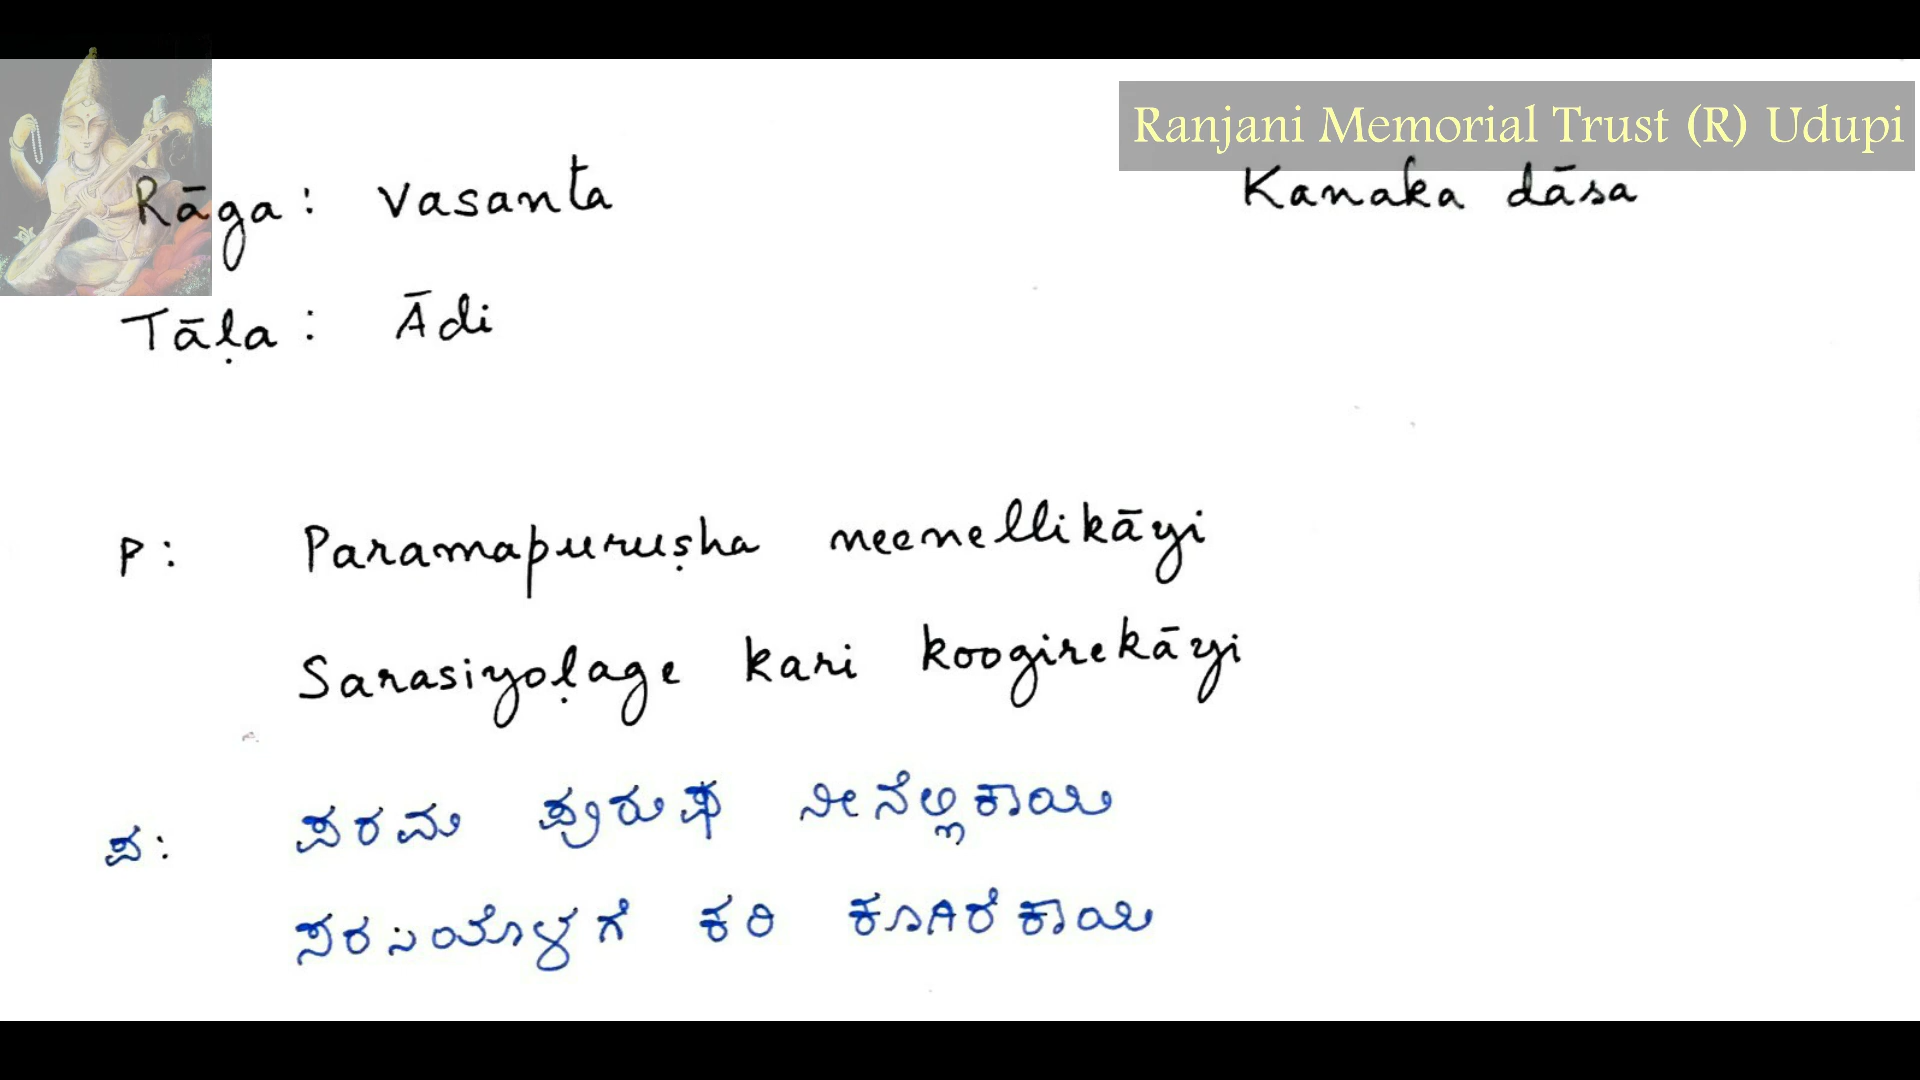 Ranjani Memorial Trust (R) Udupi
Rāga : Vasanta Kanaka dāsa
Tāḷa : Ādi
P : Paramapuruṣha neenellikāyi
Sarasiyoḷage kari koogirekāyi
ಪ : ಪರಮ ಪುರುಷ ನೀನೆಲ್ಲಿಕಾಯಿ
ಸರಸಿಯೊಳಗೆ ಕರಿ ಕೂಗಿರೆಕಾಯಿ